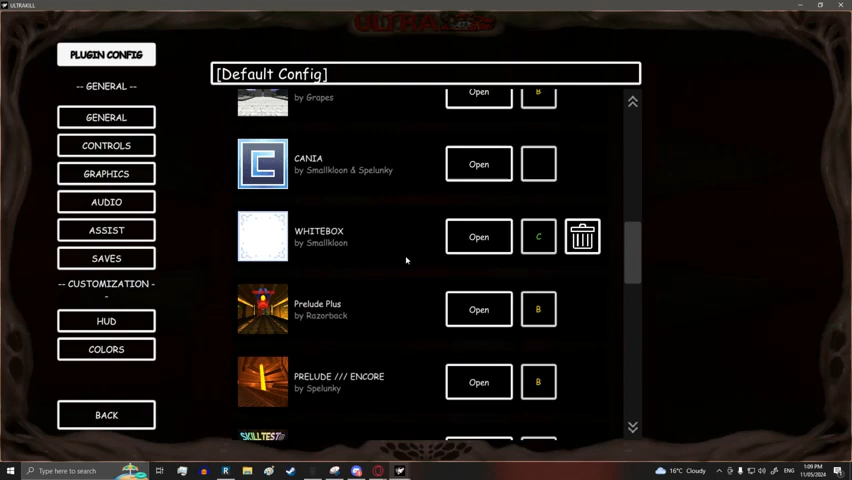 ULTRAKILL
PLUGIN CONFIG
-- GENERAL --
GENERAL
CONTROLS
GRAPHICS
AUDIO
ASSIST
SAVES
-- CUSTOMIZATION -
-
HUD
COLORS
BACK
[Default Config]
by Grapes
Open
B
CANIA
by Smallkloon & Spelunky
Open
WHITEBOX
by Smallkloon
Open
C
Prelude Plus
by Razorback
Open
B
PRELUDE /// ENCORE
by Spelunky
Open
B
SKILLTEST
Type here to search
16°C Cloudy
ENG
1:09 PM
11/05/2024